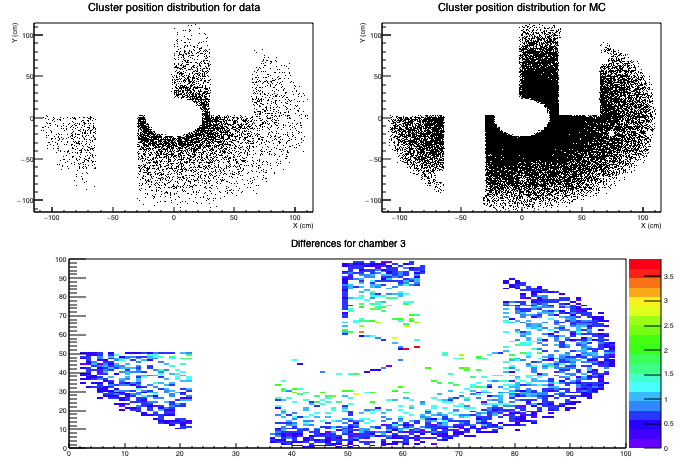 Cluster position distribution for data
Y (cm)
100
50
0
−50
−100
−100 −50 0 50 100
X (cm)
Cluster position distribution for MC
Y (cm)
100
50
0
−50
−100
−100 −50 0 50 100
X (cm)
Differences for chamber 3
100
90
80
70
60
50
40
30
20
10
0
0 10 20 30 40 50 60 70 80 90 100
3.5
3
2.5
2
1.5
1
0.5
0